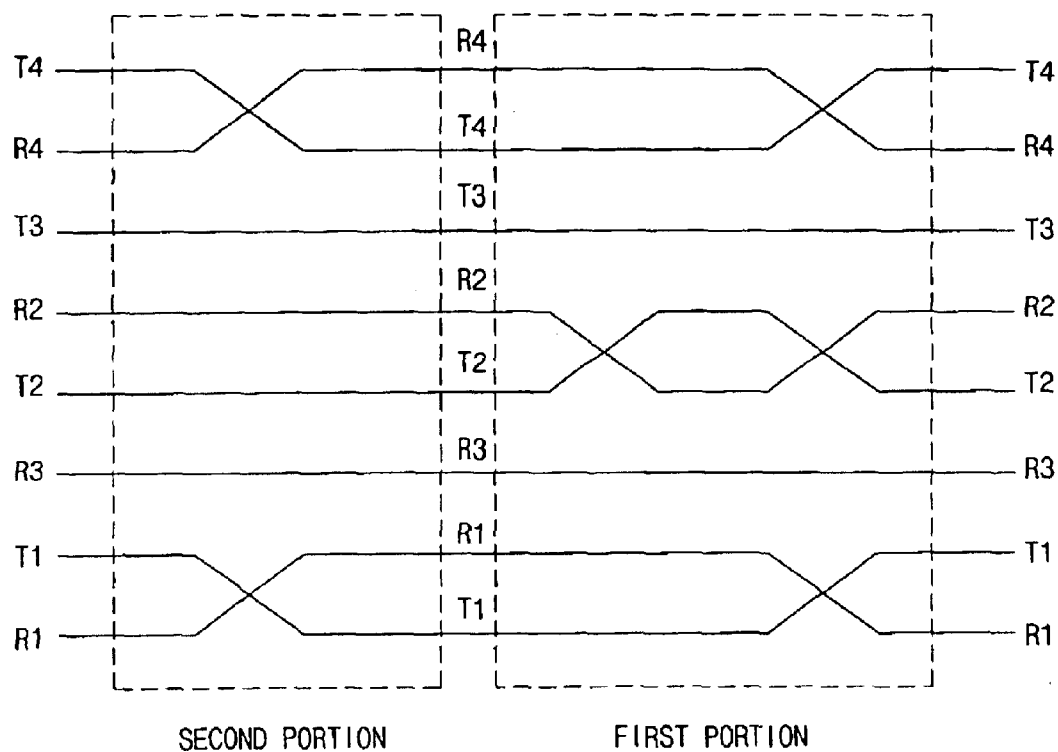 R4
T4 T4
T4
R4 R4
T3
T3 T3
R2
R2 R2
T2
T2 T2
R3
R3 R3
R1
T1 T1
T1
R1 R1
SECOND PORTION FIRST PORTION